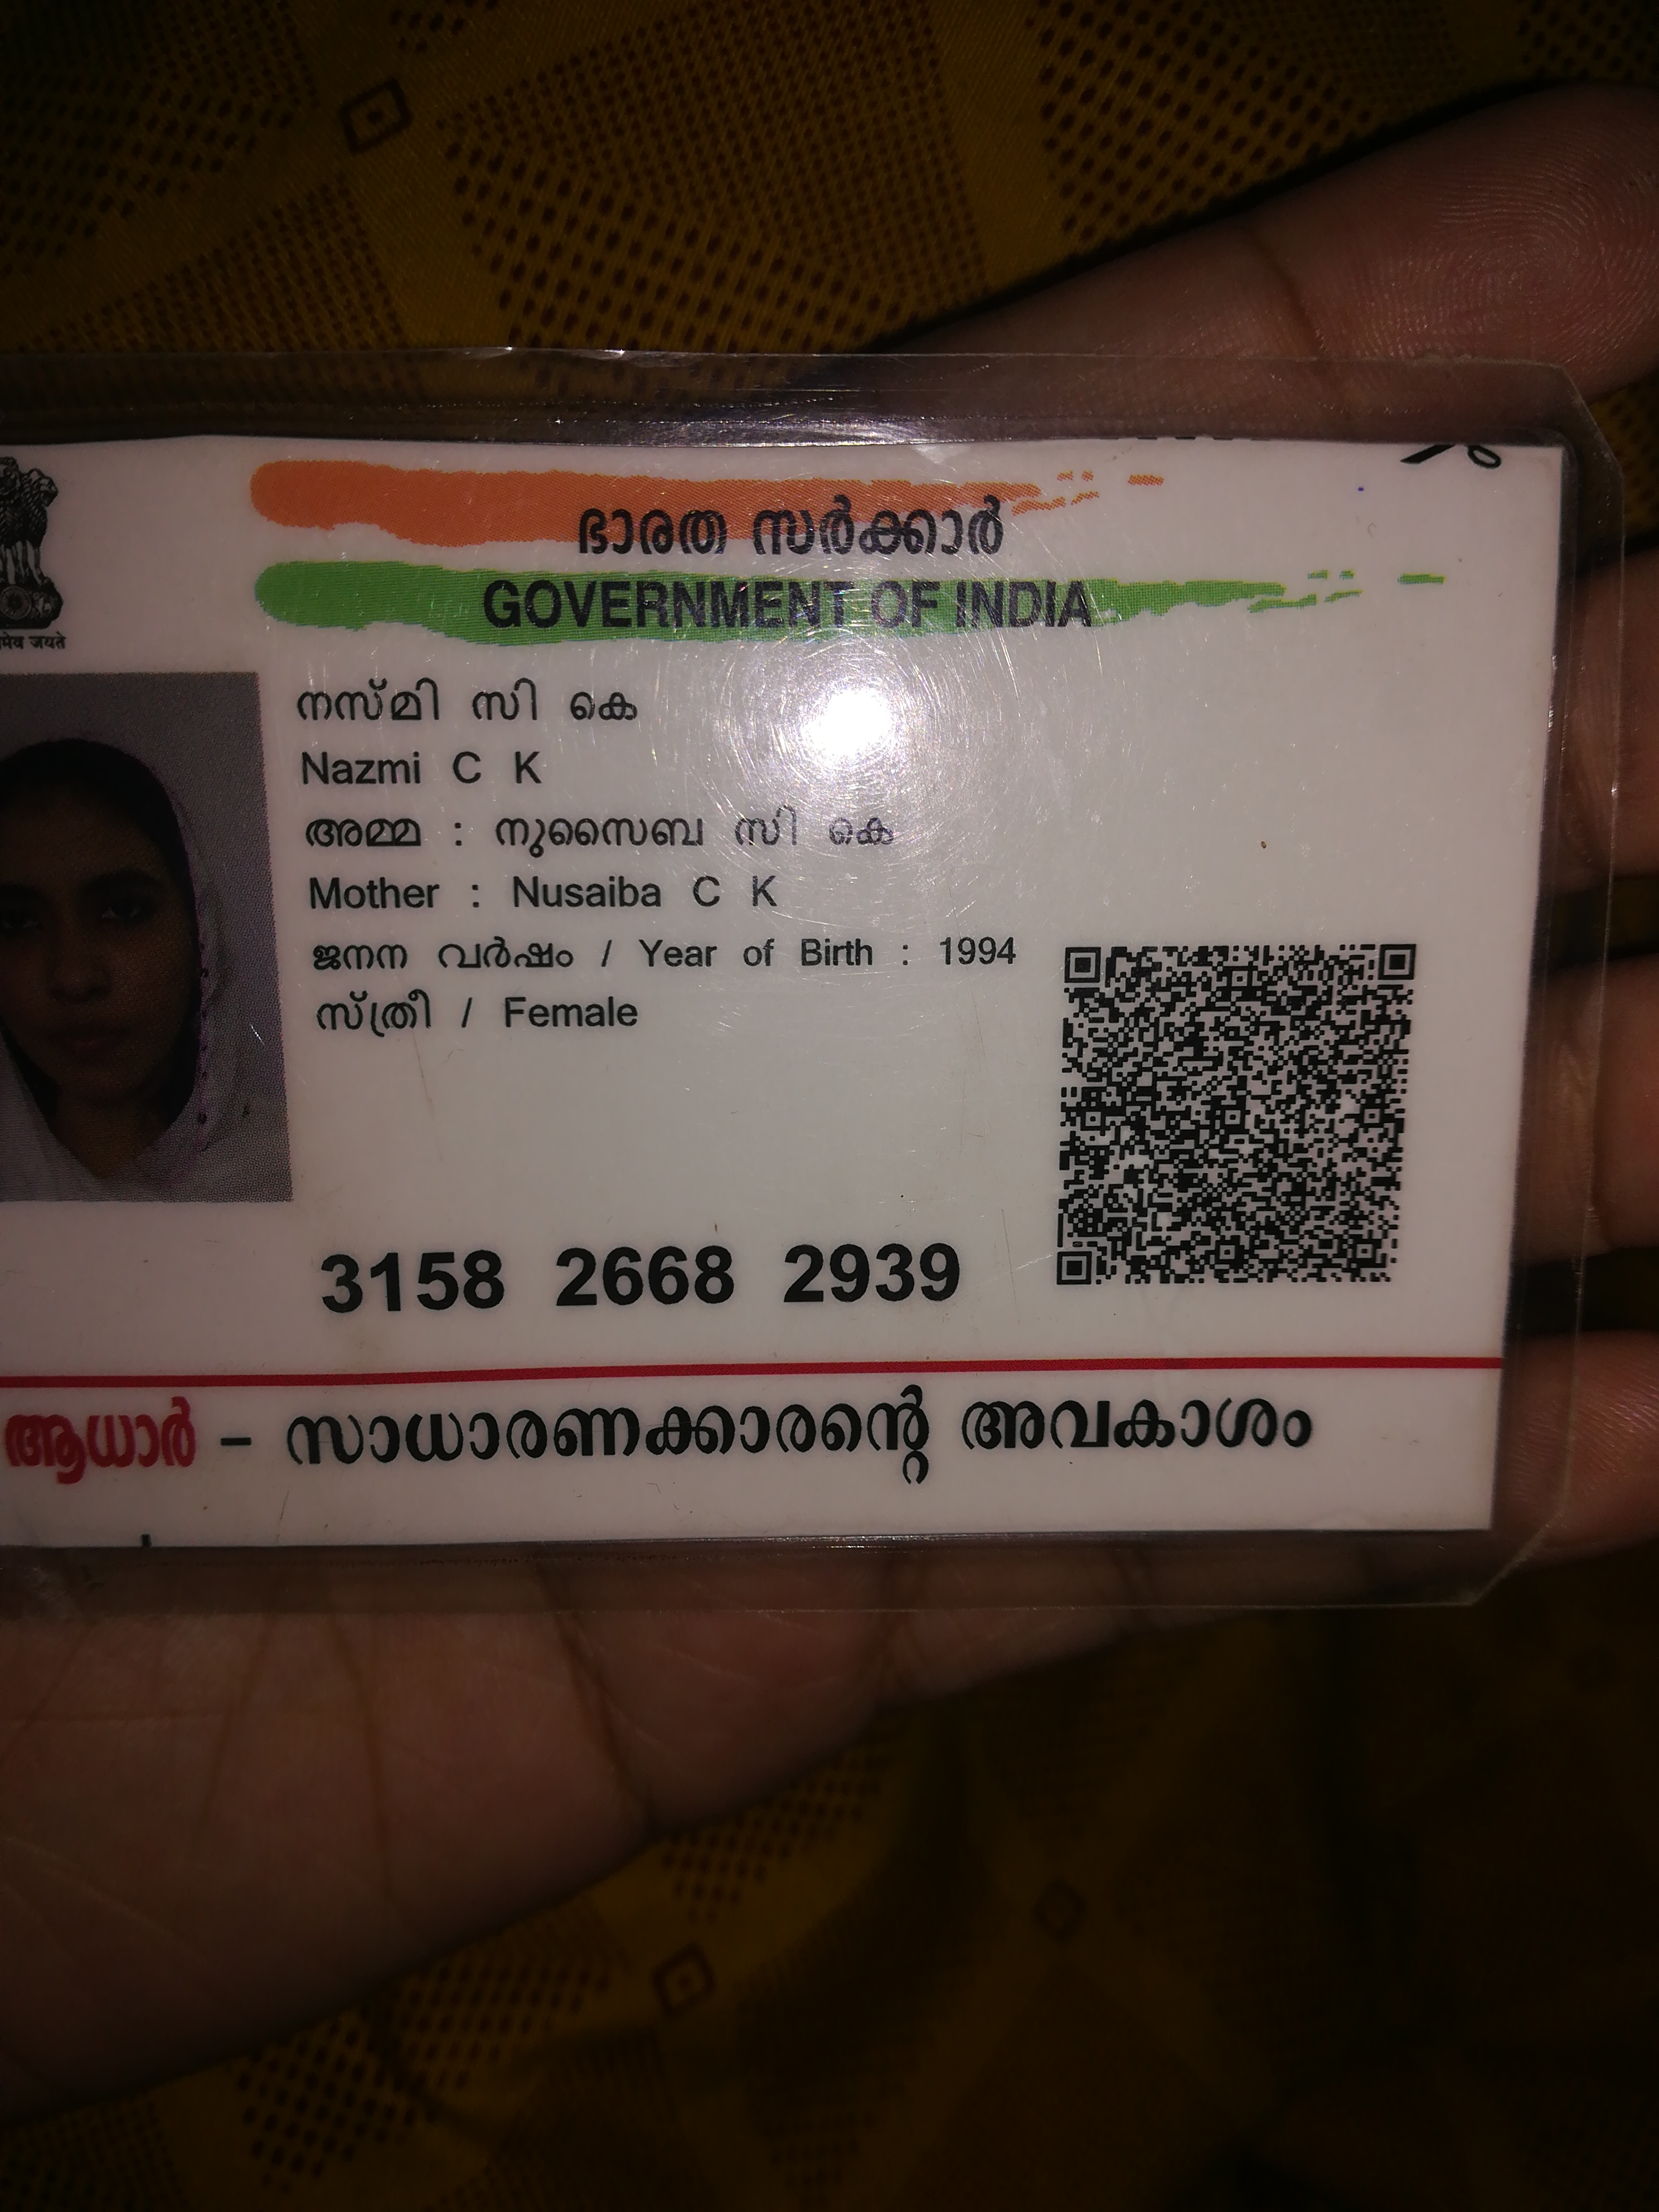 ഭാരത സർക്കാർ
GOVERNMENT OF INDIA
जयते
നസ്മി സി കെ
Nazmi C K
അമ്മ : നുസൈബ സി കെ
Mother : Nusaiba C K
ജനന വർഷം / Year of Birth : 1994
സ്ത്രീ / Female
3158 2668 2939
ആധാർ – സാധാരണക്കാരന്റെ അവകാശം